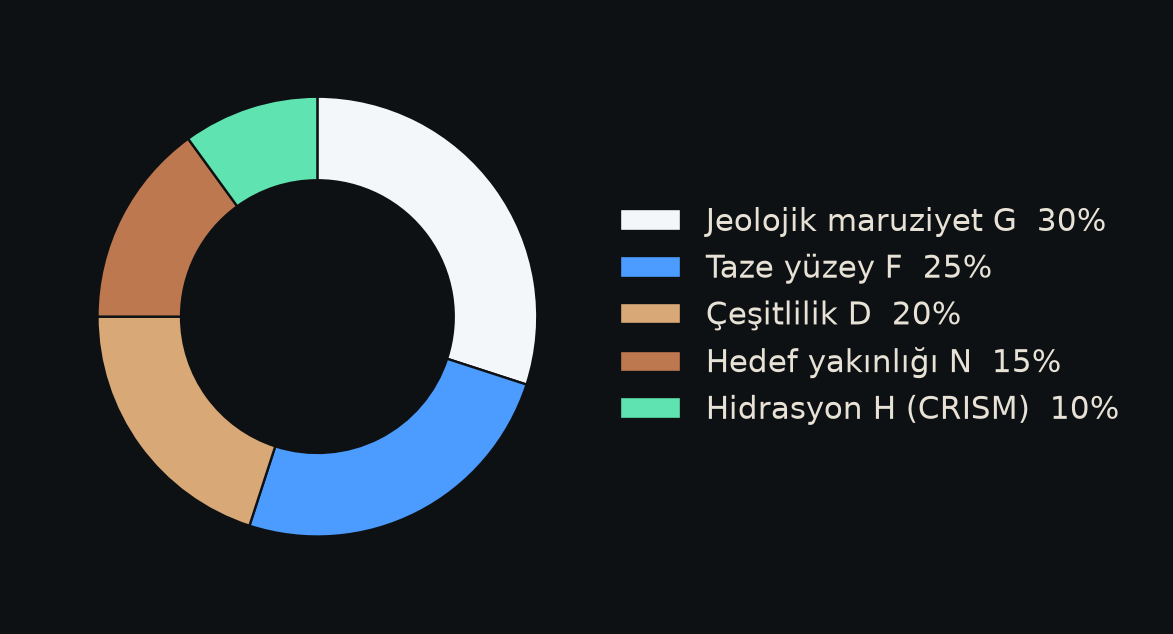 Jeolojik maruziyet G  30%
Taze yüzey F  25%
Çeşitlilik D  20%
Hedef yakınlığı N  15%
Hidrasyon H (CRISM)  10%